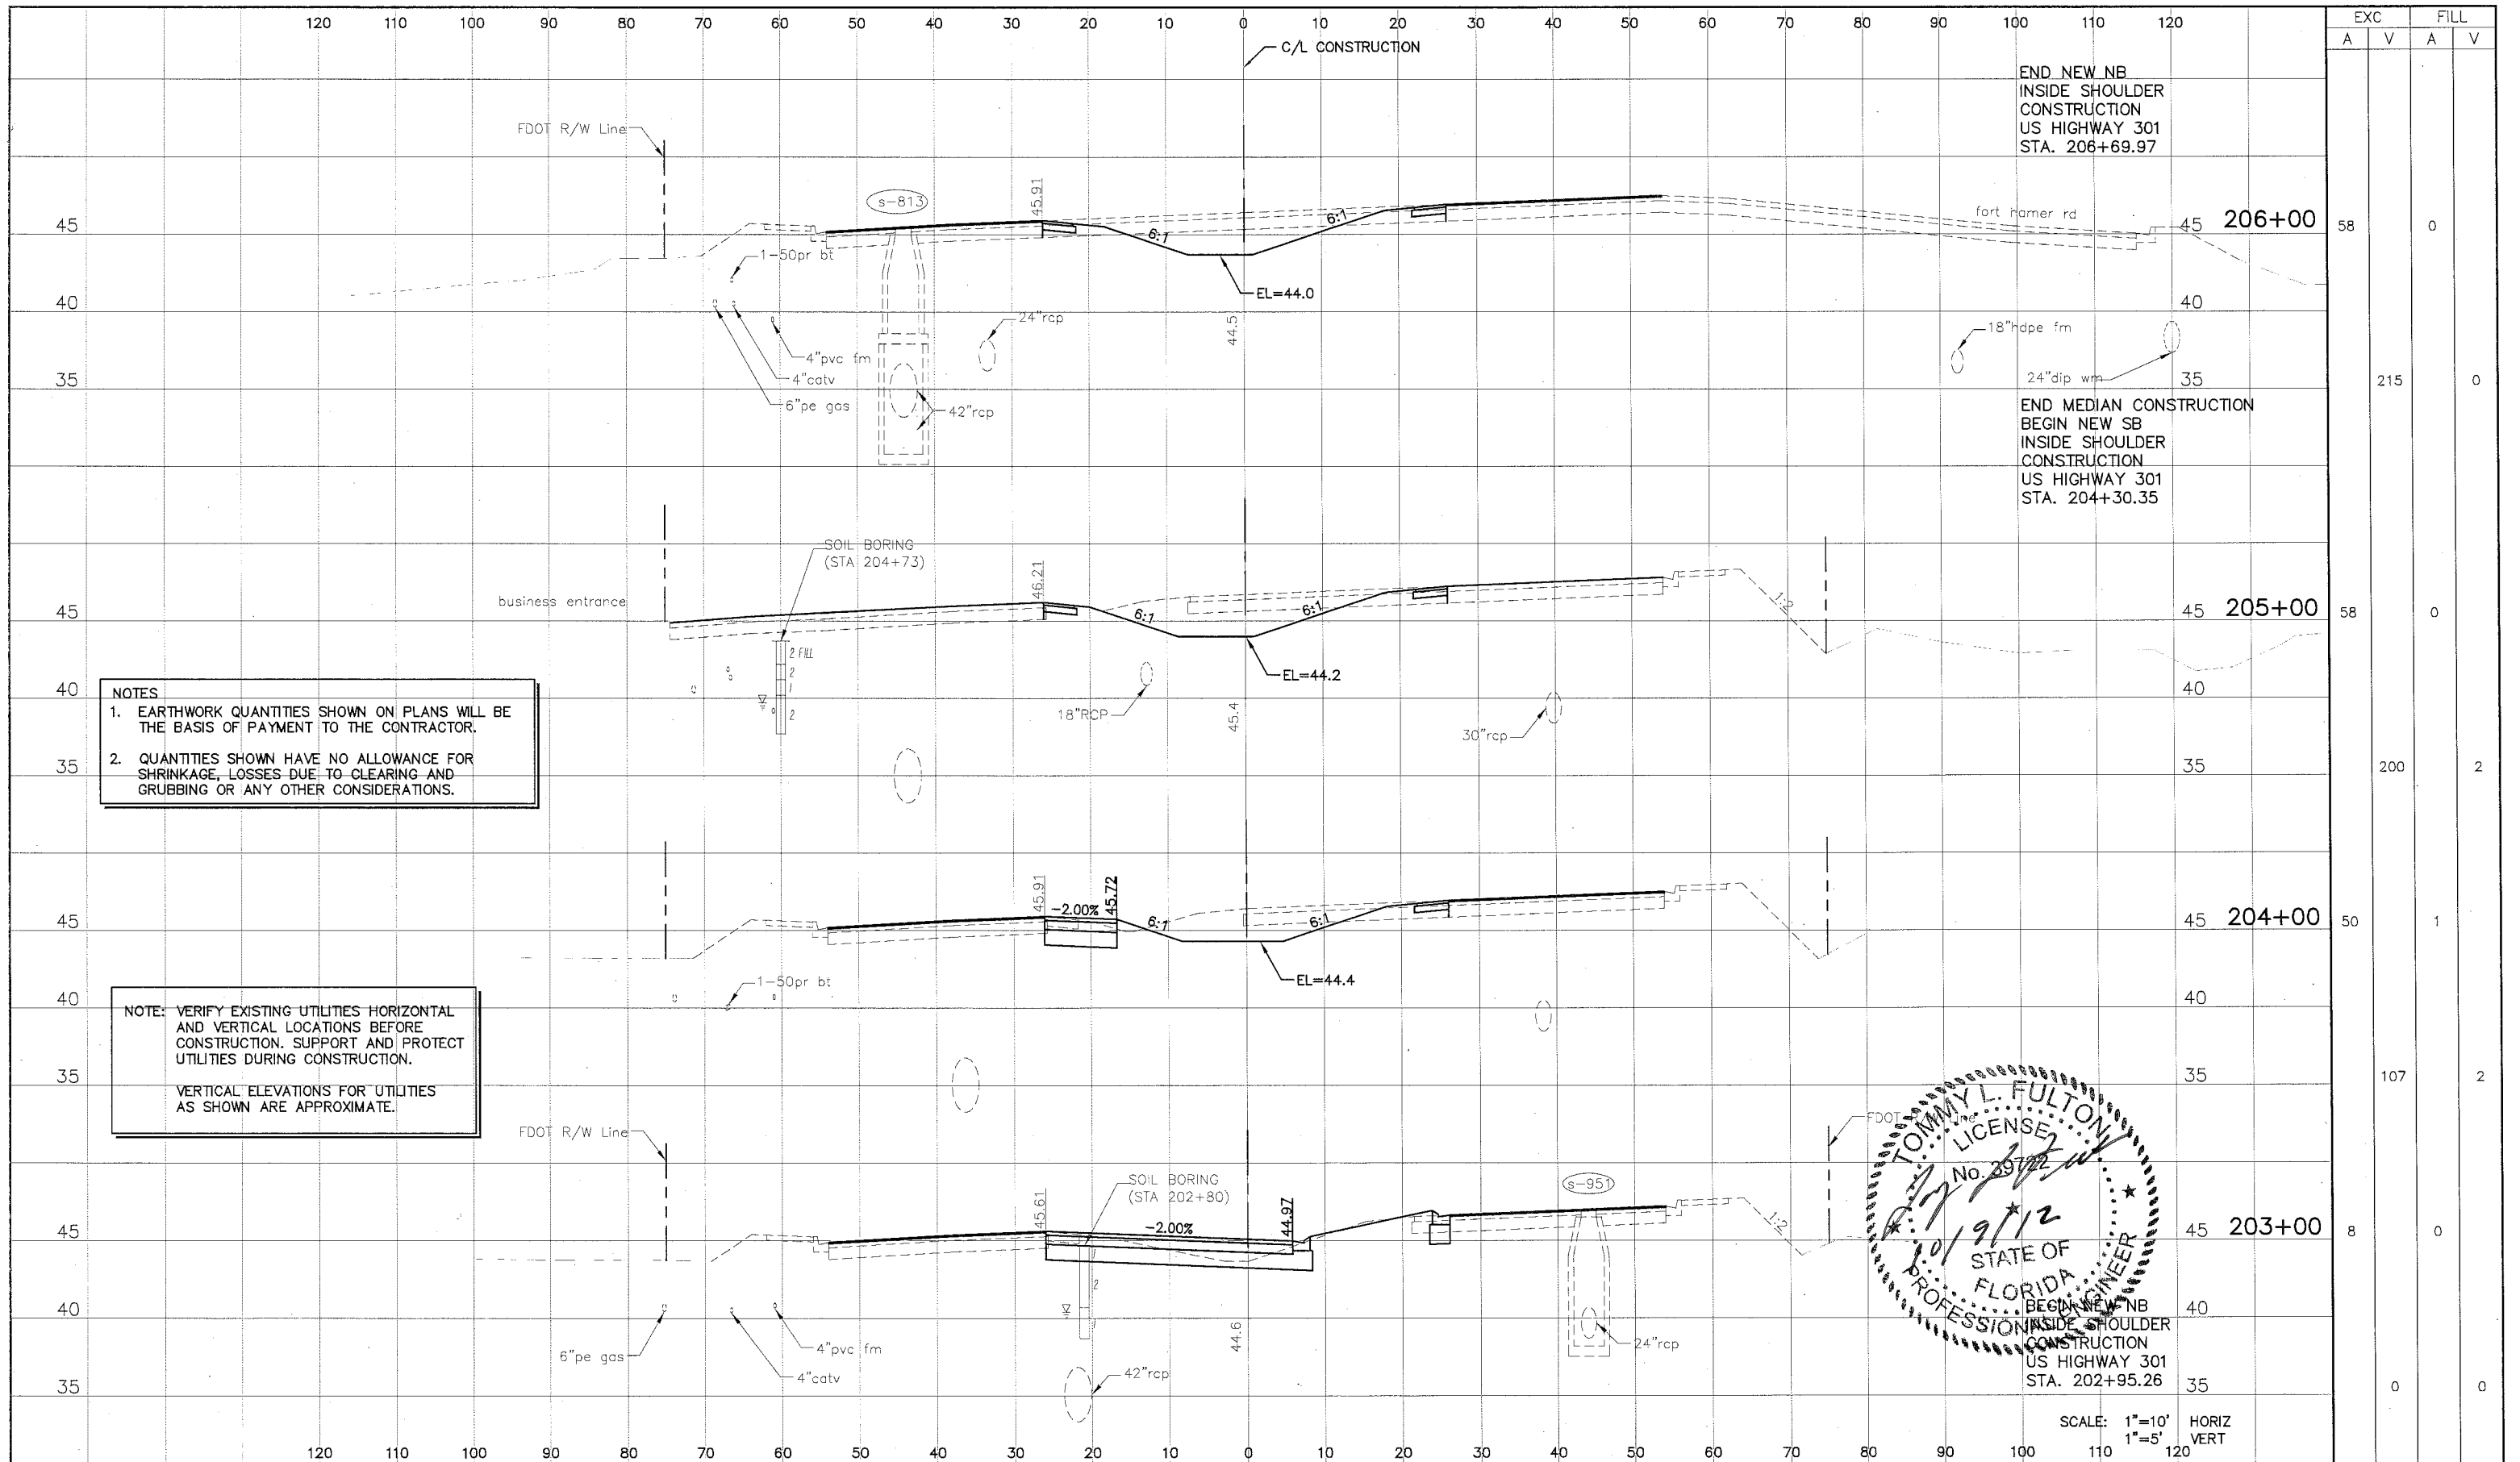 120 110 100 90 80 70 60 50 40 30 20 10 0 10 20 30 40 50 60 70 80 90 100 110 120
EXC FILL
A V A V
C/L CONSTRUCTION
END NEW NB
INSIDE SHOULDER
CONSTRUCTION
US HIGHWAY 301
STA. 206+69.97
FDOT R/W Line
s-813
45.91
6:1
6:1
fort hamer rd
45
45
206+00
58
0
1-50pr bt
EL=44.0
40
40
44.5
24"rcp
18"hdpe fm
4"pvc fm
4"catv
6"pe gas
42"rcp
24"dip wm
35
35
215
0
END MEDIAN CONSTRUCTION
BEGIN NEW SB
INSIDE SHOULDER
CONSTRUCTION
US HIGHWAY 301
STA. 204+30.35
SOIL BORING
(STA 204+73)
business entrance
46.21
6:1
6:1
1:2
45
45
205+00
58
0
2 FILL
2
1
2
EL=44.2
40
40
18"RCP
45.4
30"rcp
NOTES
1. EARTHWORK QUANTITIES SHOWN ON PLANS WILL BE
THE BASIS OF PAYMENT TO THE CONTRACTOR.
2. QUANTITIES SHOWN HAVE NO ALLOWANCE FOR
SHRINKAGE, LOSSES DUE TO CLEARING AND
GRUBBING OR ANY OTHER CONSIDERATIONS.
35
35
200
2
45.91
-2.00%
45.72
6:1
6:1
45
45
204+00
50
1
1-50pr bt
EL=44.4
40
40
NOTE: VERIFY EXISTING UTILITIES HORIZONTAL
AND VERTICAL LOCATIONS BEFORE
CONSTRUCTION. SUPPORT AND PROTECT
UTILITIES DURING CONSTRUCTION.
VERTICAL ELEVATIONS FOR UTILITIES
AS SHOWN ARE APPROXIMATE.
35
35
107
2
FDOT R/W Line
FDOT R/W Line
TOMMY L. FULTON
LICENSE
No. 39722
10/9/12
STATE OF
FLORIDA
PROFESSIONAL ENGINEER
SOIL BORING
(STA 202+80)
s-951
45.61
-2.00%
44.97
1:2
45
45
203+00
8
0
2
40
40
6"pe gas
4"pvc fm
4"catv
42"rcp
44.6
24"rcp
BEGIN NEW NB
INSIDE SHOULDER
CONSTRUCTION
US HIGHWAY 301
STA. 202+95.26
35
35
0
0
SCALE: 1"=10' HORIZ
1"=5' VERT
120 110 100 90 80 70 60 50 40 30 20 10 0 10 20 30 40 50 60 70 80 90 100 110 120